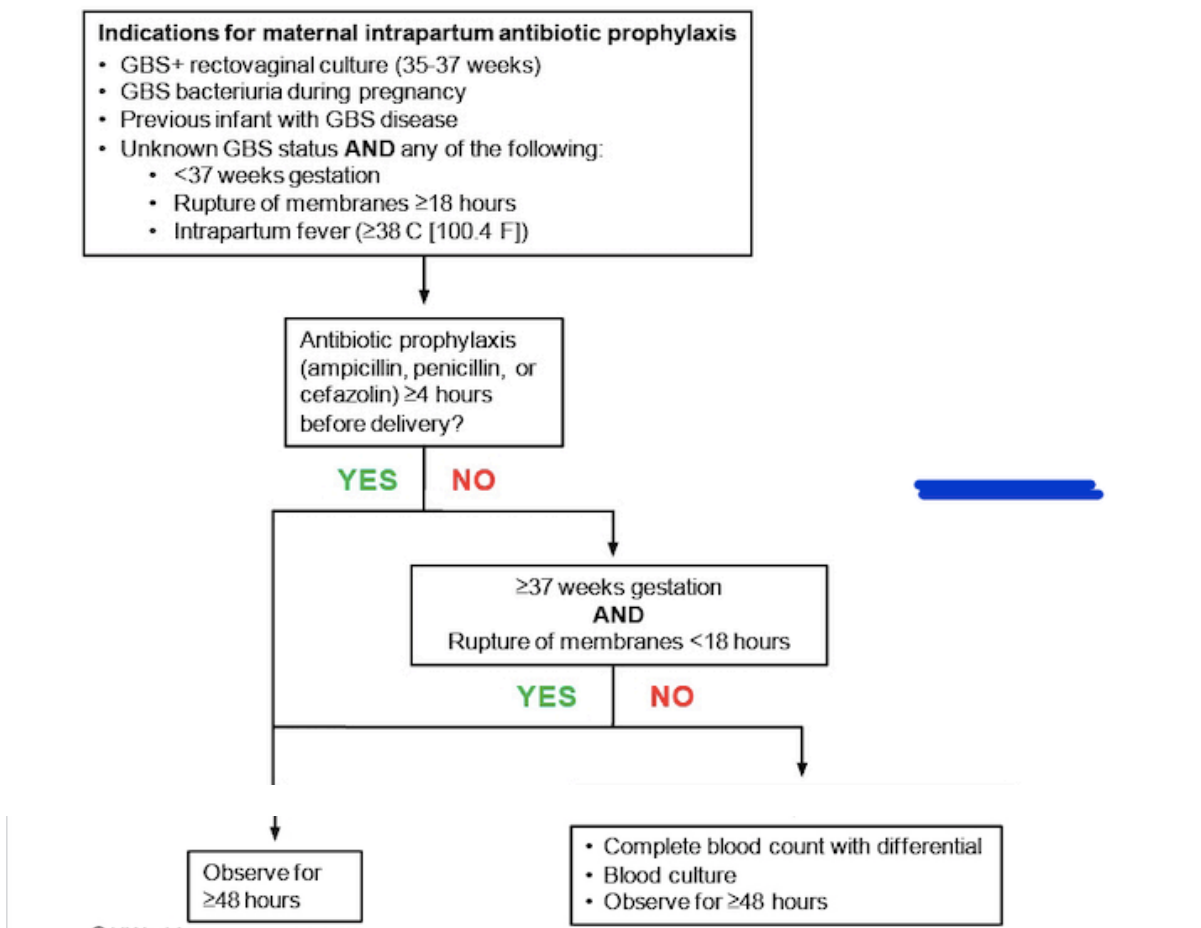 Indications for maternal intrapartum antibiotic prophylaxis
• GBS+ rectovaginal culture (35-37 weeks)
• GBS bacteriuria during pregnancy
• Previous infant with GBS disease
• Unknown GBS status AND any of the following:
• <37 weeks gestation
• Rupture of membranes ≥18 hours
• Intrapartum fever (≥38 C [100.4 F])
Antibiotic prophylaxis
(ampicillin, penicillin, or
cefazolin) ≥4 hours
before delivery?
YES NO
≥37 weeks gestation
AND
Rupture of membranes <18 hours
YES NO
Observe for
≥48 hours
• Complete blood count with differential
• Blood culture
• Observe for ≥48 hours